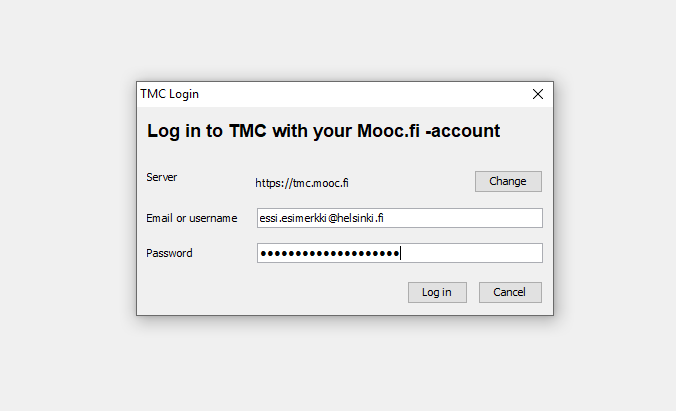 TMC Login
Log in to TMC with your Mooc.fi -account
Server
https://tmc.mooc.fi
Change
Email or username
essi.esimerkki@helsinki.fi
Password
●●●●●●●●●●●●●●●●●●●●
Log in
Cancel